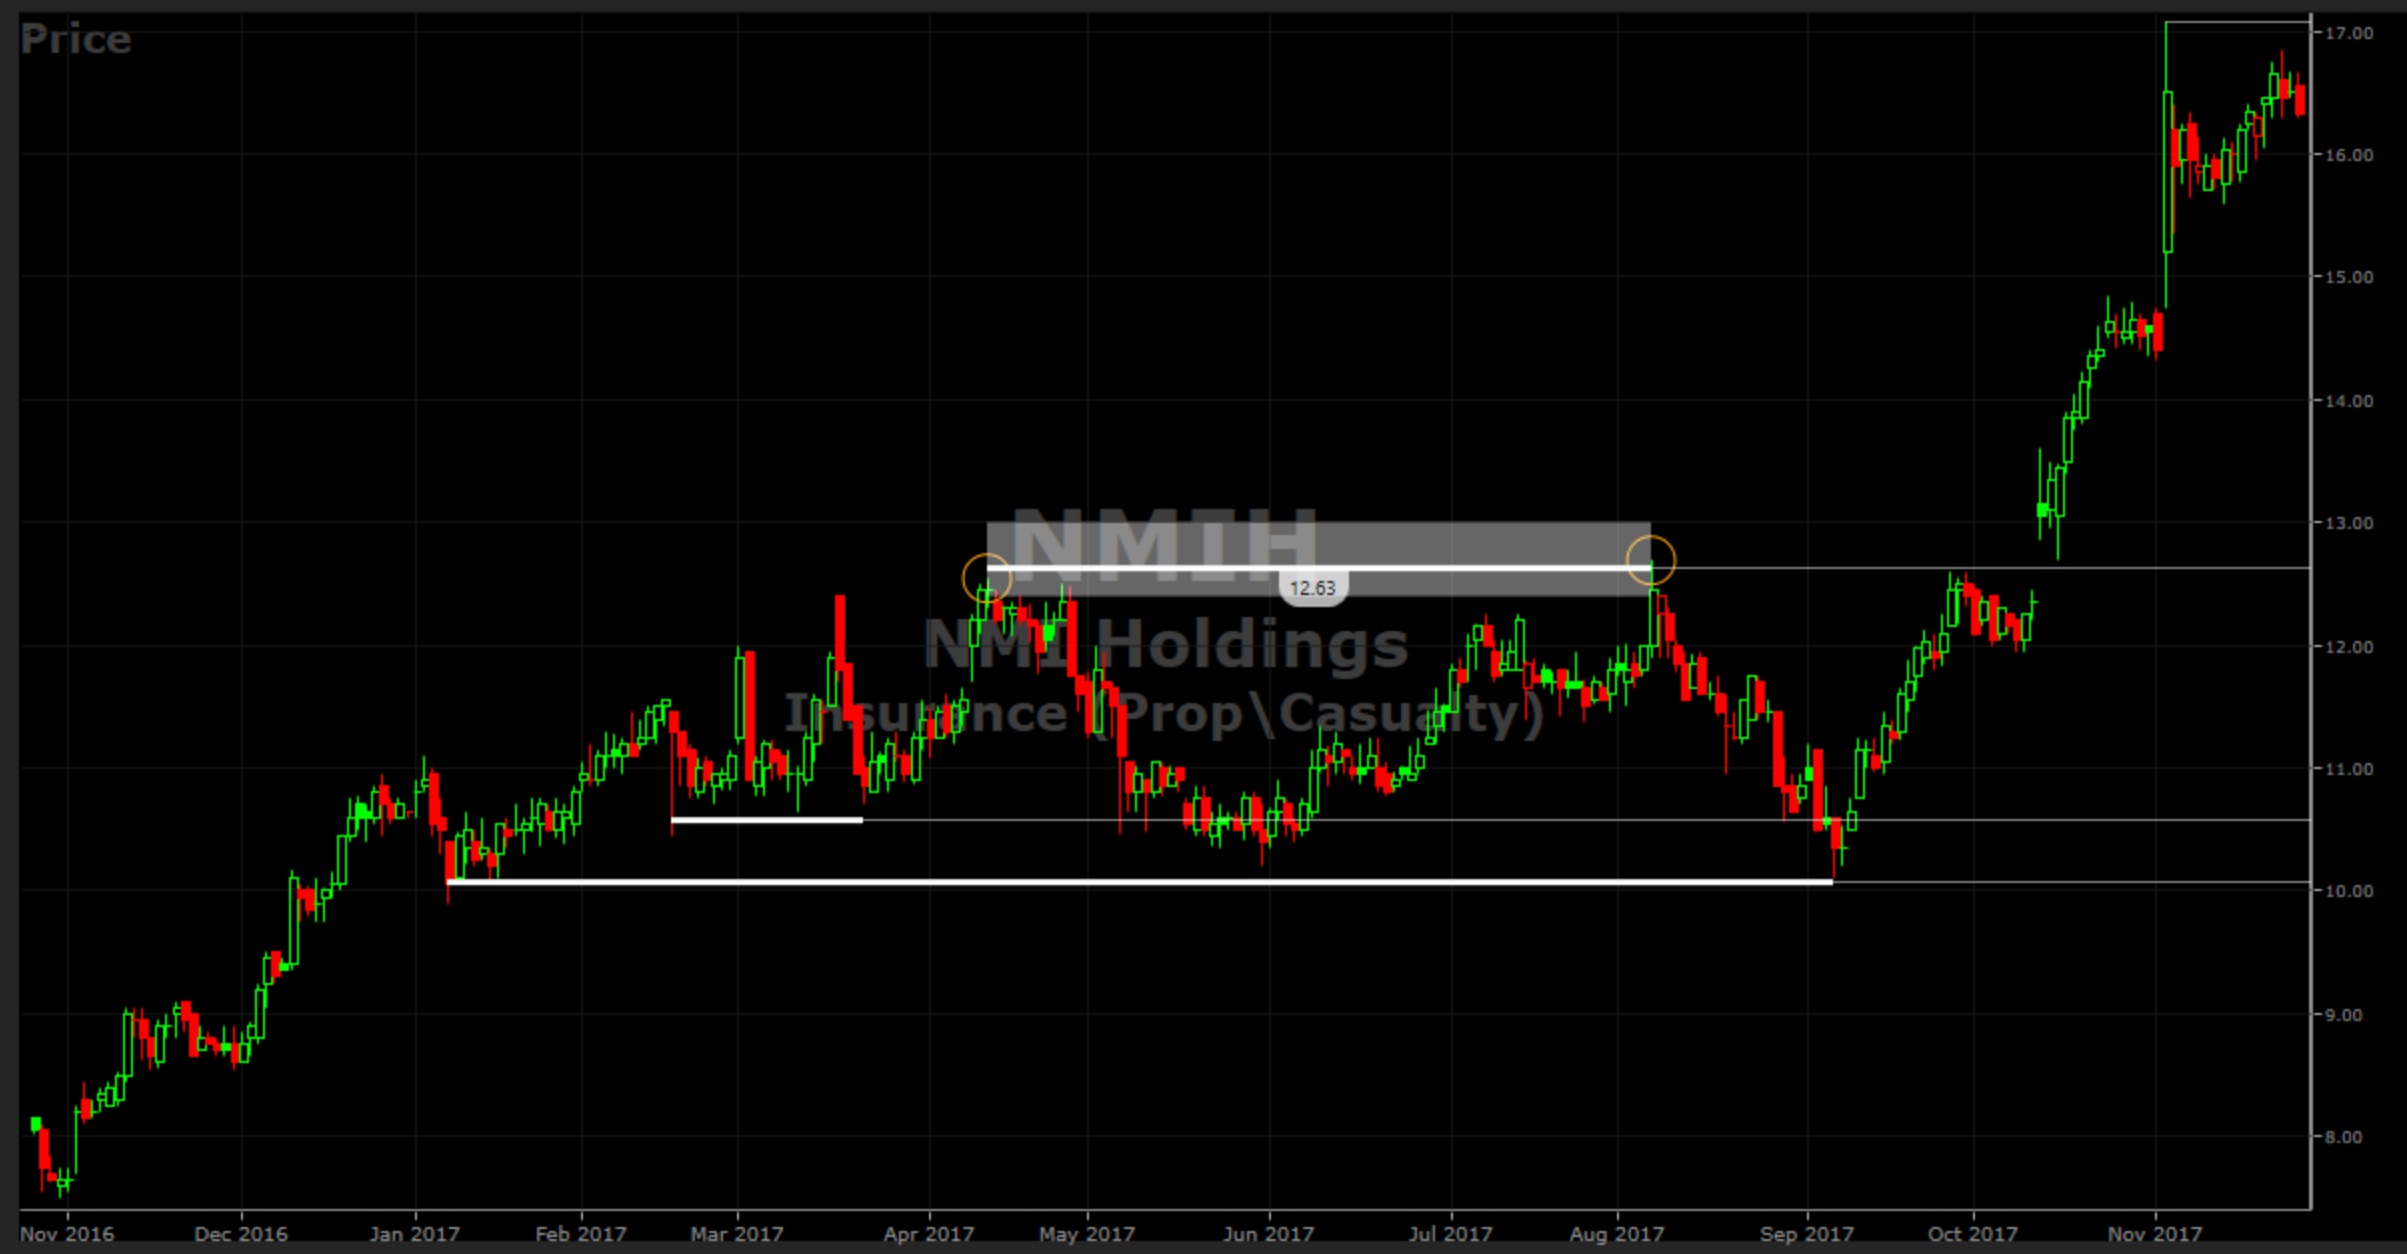 Price
17.00
16.00
15.00
14.00
13.00
NMIH
12.63
NMI Holdings
12.00
Insurance (Prop\Casualty)
11.00
10.00
9.00
8.00
Nov 2016 Dec 2016 Jan 2017 Feb 2017 Mar 2017 Apr 2017 May 2017 Jun 2017 Jul 2017 Aug 2017 Sep 2017 Oct 2017 Nov 2017